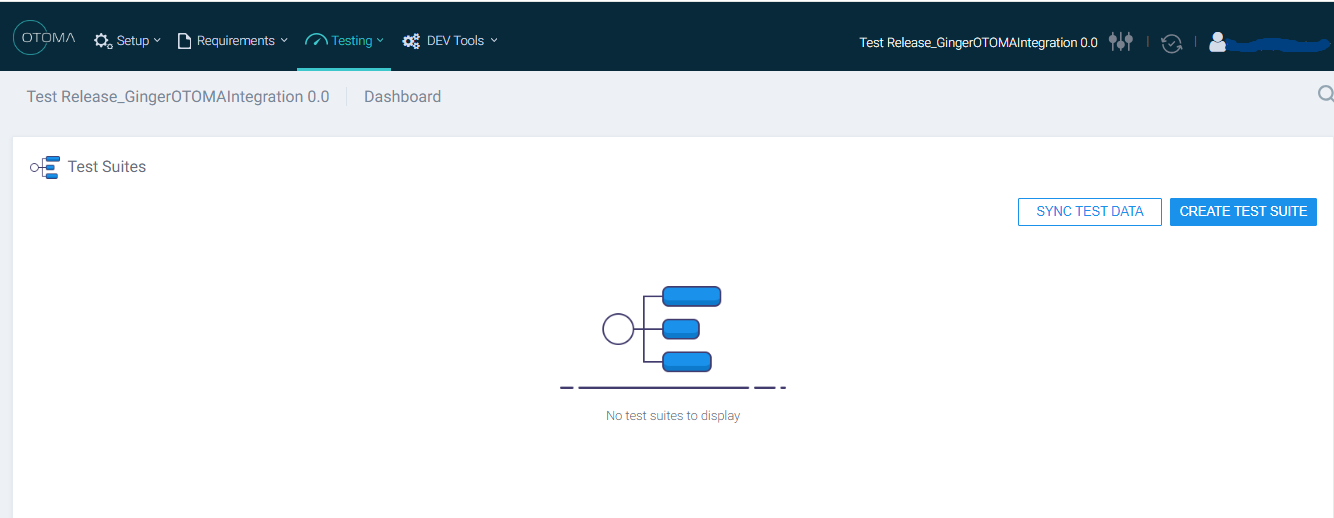 OTOMA Setup Requirements Testing DEV Tools Test Release_GingerOTOMAIntegration 0.0
Test Release_GingerOTOMAIntegration 0.0 Dashboard
Test Suites
SYNC TEST DATA CREATE TEST SUITE
No test suites to display